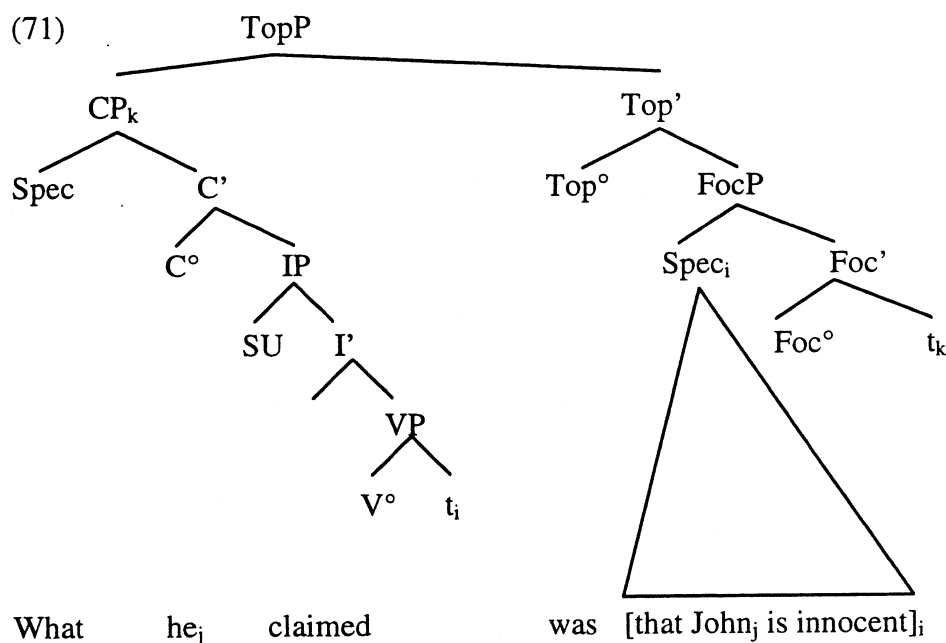 (71) TopP
CPₖ Top’
Spec C’ Top° FocP
C° IP Specᵢ Foc’
SU I’ Foc° tₖ
VP
V° tᵢ
What heⱼ claimed was [that Johnⱼ is innocent]ᵢ